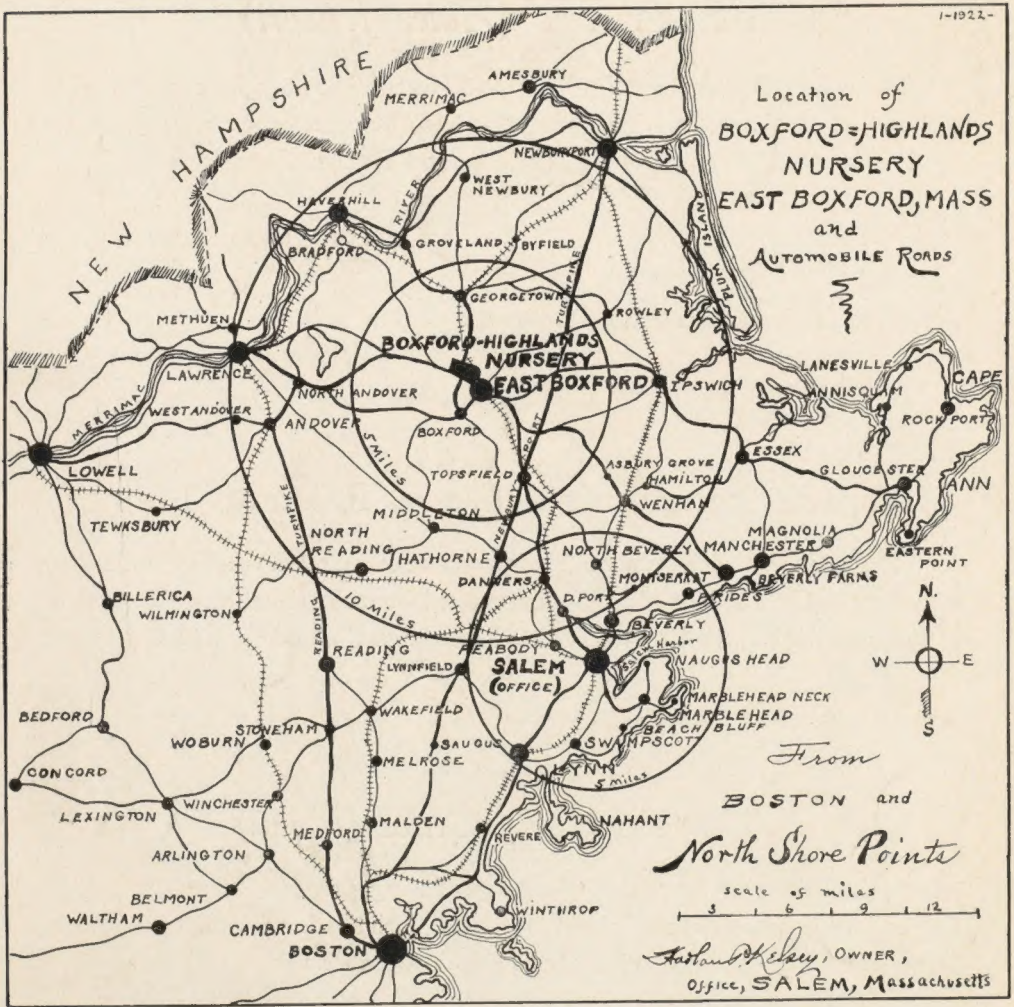 1-1922-
Location of
BOXFORD=HIGHLANDS
NURSERY
EAST BOXFORD, MASS
and
AUTOMOBILE ROADS
NEW HAMPSHIRE
AMESBURY
MERRIMAC
NEWBURYPORT
WEST
NEWBURY
HAVERHILL
RIVER
BRADFORD
GROVELAND
BYFIELD
PLUM ISLAND
TURNPIKE
GEORGETOWN
ROWLEY
METHUEN
BOXFORD-HIGHLANDS
NURSERY
EAST BOXFORD
LAWRENCE
IPSWICH
LANESVILLE
CAPE
NORTH ANDOVER
ANNISQUAM
MERRIMAC
WEST ANDOVER
ANDOVER
BOXFORD
ROCKPORT
5 Miles
NEWBURYPORT
ESSEX
LOWELL
TOPSFIELD
ASBURY GROVE
HAMILTON
GLOUCESTER
ANN
WENHAM
TEWKSBURY
TURNPIKE
MIDDLETON
NORTH
READING
HATHORNE
NORTH BEVERLY
MAGNOLIA
MANCHESTER
EASTERN
POINT
DANVERS
MONTSERRAT
BEVERLY FARMS
BILLERICA
WILMINGTON
10 Miles
D. PORT
PRIDES
N.
BEVERLY
READING
READING
PEABODY
LYNNFIELD
SALEM
(OFFICE)
Salem Harbor
NAUGUS HEAD
W
E
MARBLEHEAD NECK
MARBLEHEAD
BEACH BLUFF
S
BEDFORD
WAKEFIELD
STONEHAM
WOBURN
SAUGUS
SWAMPSCOTT
MELROSE
LYNN
5 miles
From
CONCORD
LEXINGTON
WINCHESTER
BOSTON and
MALDEN
NAHANT
MEDFORD
REVERE
North Shore Points
ARLINGTON
scale of miles
BELMONT
3 6 9 12
WALTHAM
WINTHROP
CAMBRIDGE
BOSTON
Harlan P. Kelsey, OWNER,
Office, SALEM, Massachusetts